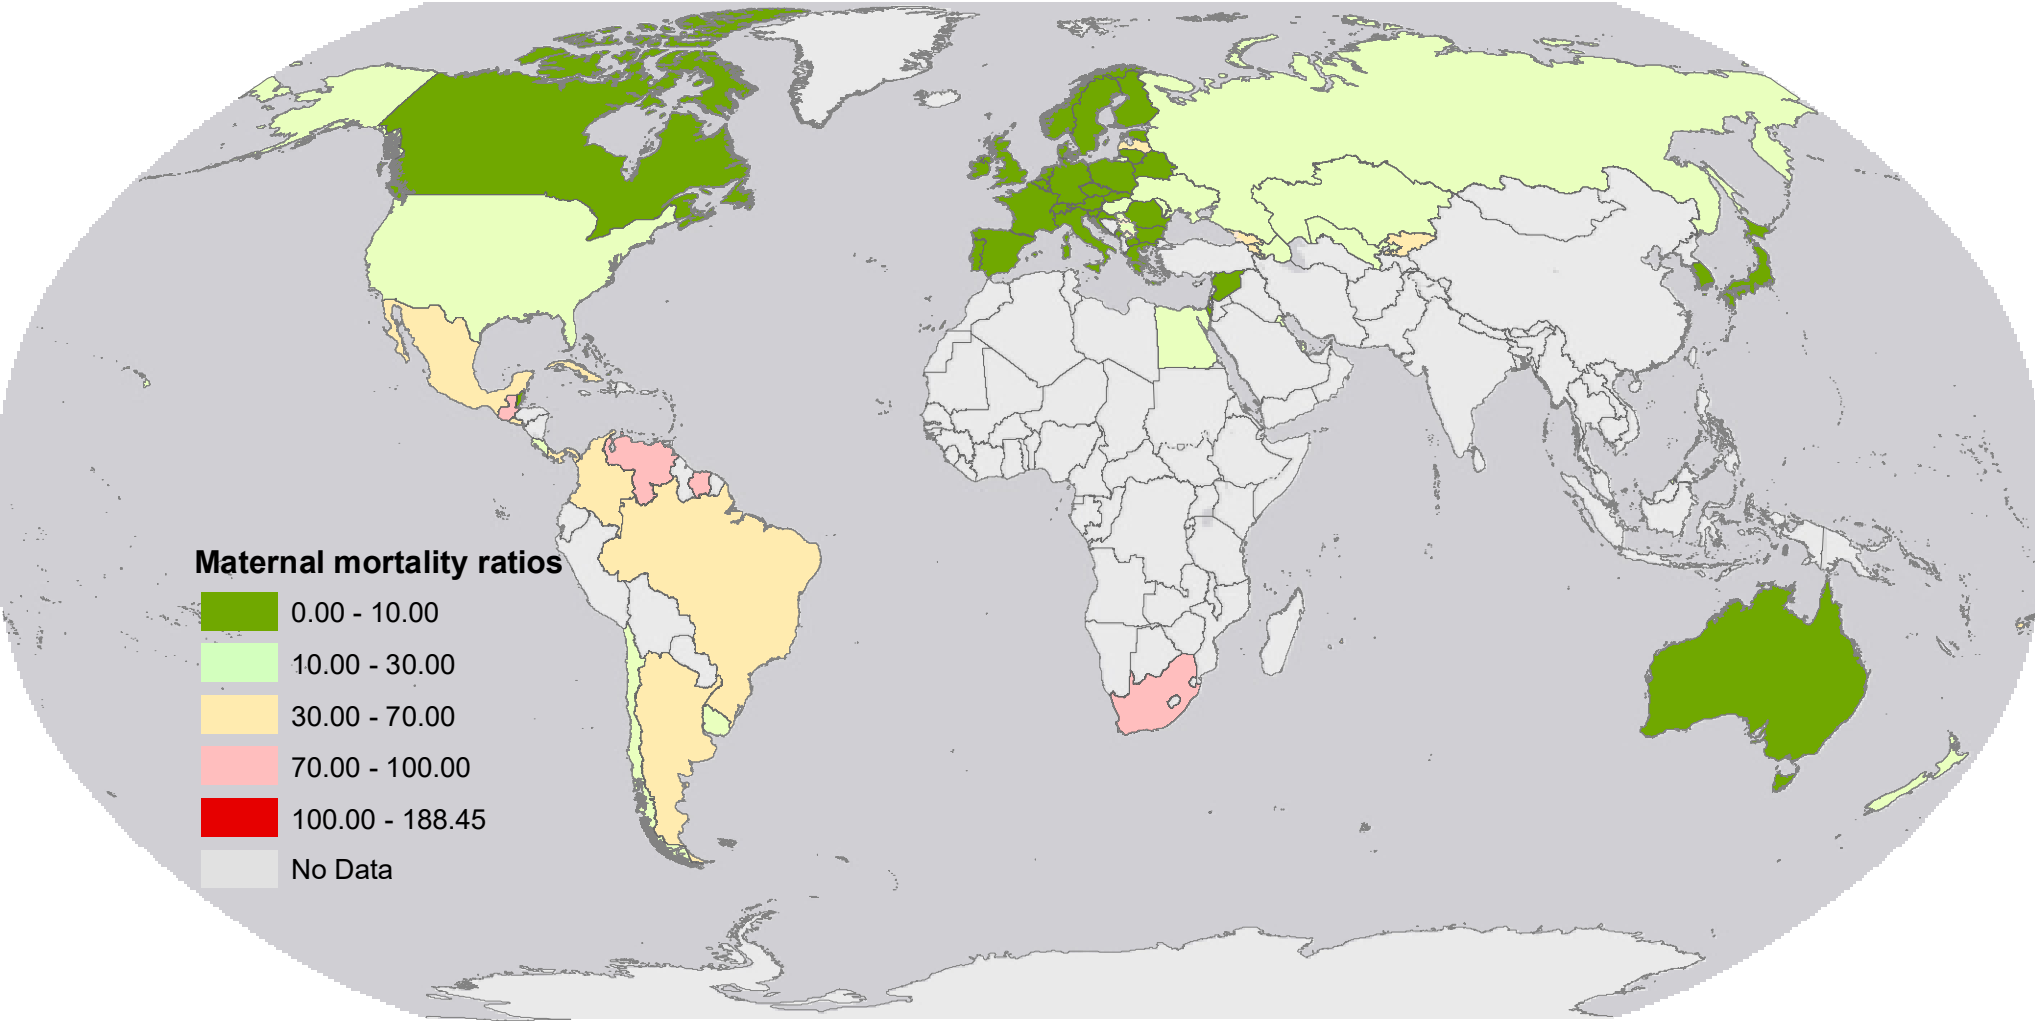 Maternal mortality ratios
0.00 - 10.00
10.00 - 30.00
30.00 - 70.00
70.00 - 100.00
100.00 - 188.45
No Data